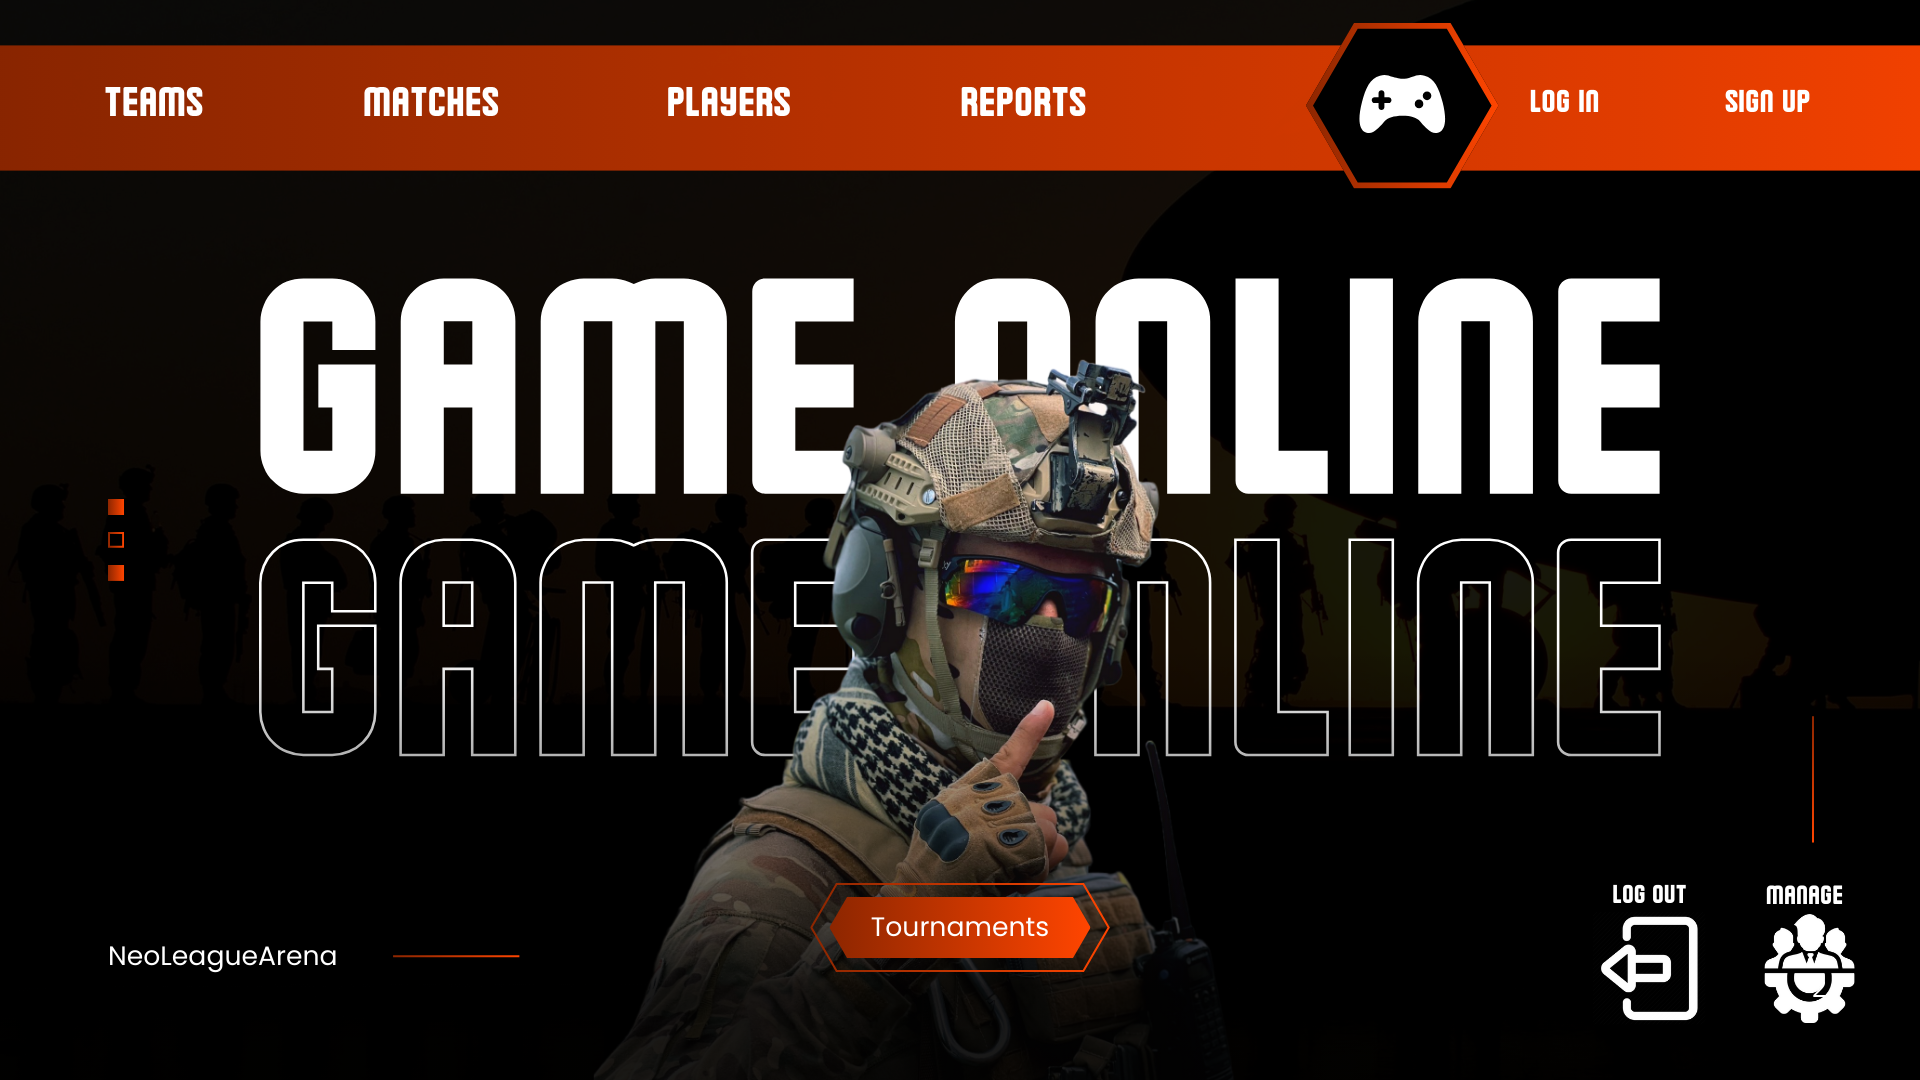 TEAMS MATCHES PLAYERS REPORTS LOG IN SIGN UP
GAME ONLINE
GAME ONLINE
Tournaments
LOG OUT MANAGE
NeoLeagueArena